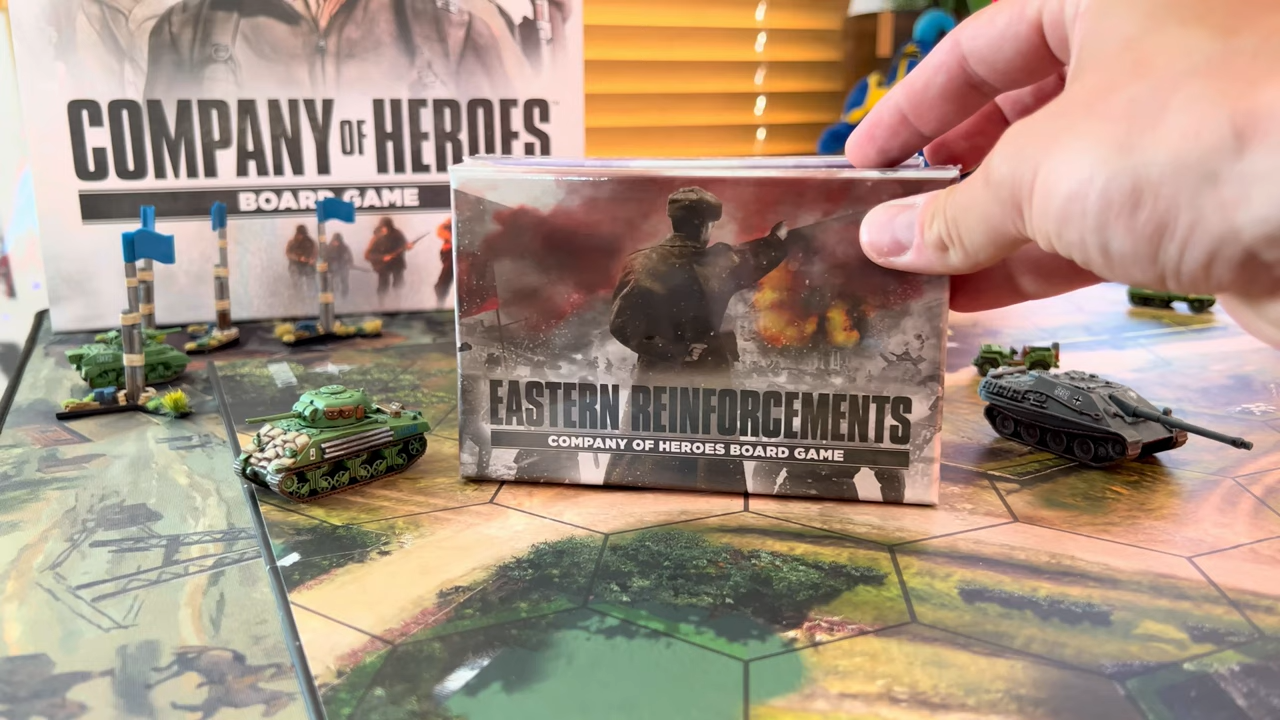 COMPANY OF HEROES
BOARD GAME
EASTERN REINFORCEMENTS
COMPANY OF HEROES BOARD GAME